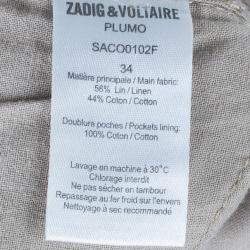 ZADIG & VOLTAIRE
PLUMO
SACO0102F
34
Matière principale / Main fabric:
56% Lin / Linen
44% Coton / Cotton
Doublure poches / Pockets lining:
100% Coton / Cotton
Lavage en machine à 30°C
Chlorage interdit
Ne pas sécher en tambour
Repassage au fer froid sur l'envers
Nettoyage à sec recommandé